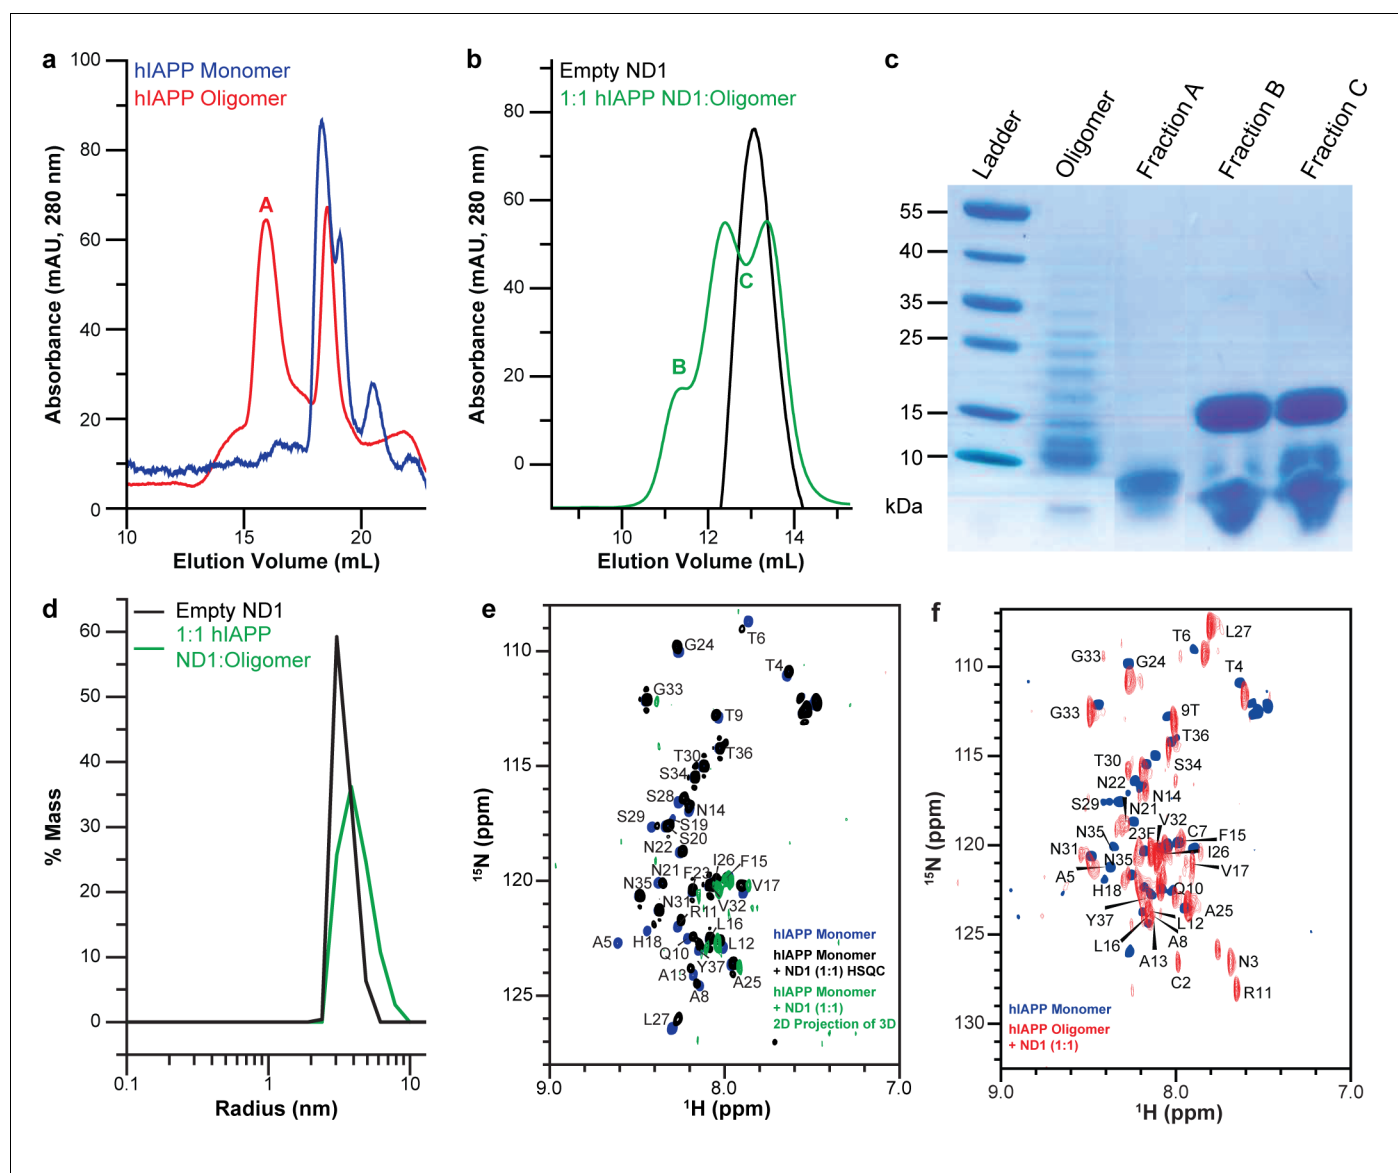 a
hIAPP Monomer
hIAPP Oligomer
A
100
80
60
40
20
0
10
15
20
Absorbance (mAU, 280 nm)
Elution Volume (mL)
b
Empty ND1
1:1 hIAPP ND1:Oligomer
B
C
80
60
40
20
0
10
12
14
Absorbance (mAU, 280 nm)
Elution Volume (mL)
c
Ladder
Oligomer
Fraction A
Fraction B
Fraction C
55
40
35
25
15
10
kDa
d
Empty ND1
1:1 hIAPP
ND1:Oligomer
60
50
40
30
20
10
0
0.1
1
10
% Mass
Radius (nm)
e
T6
G24
T4
G33
T9
T36
T30
S34
S28
N14
S29
S19
S20
N22
I26
F15
N21
F23
N35
V17
V32
N31
R11
L16
A5
H18
L12
Q10
Y37
A13
A25
A8
L27
hIAPP Monomer
hIAPP Monomer
+ ND1 (1:1) HSQC
hIAPP Monomer
+ ND1 (1:1)
2D Projection of 3D
110
115
120
125
9.0
8.0
7.0
15N (ppm)
1H (ppm)
f
L27
T6
G33
G24
T4
G33
9T
T36
S34
T30
N22
N14
S29
N21
V32
N35
23F
C7
F15
N31
N35
I26
V17
A5
H18
Q10
A25
Y37
L12
L16
A8
A13
C2
N3
R11
hIAPP Monomer
hIAPP Oligomer
+ ND1 (1:1)
110
115
120
125
130
9.0
8.0
7.0
15N (ppm)
1H (ppm)